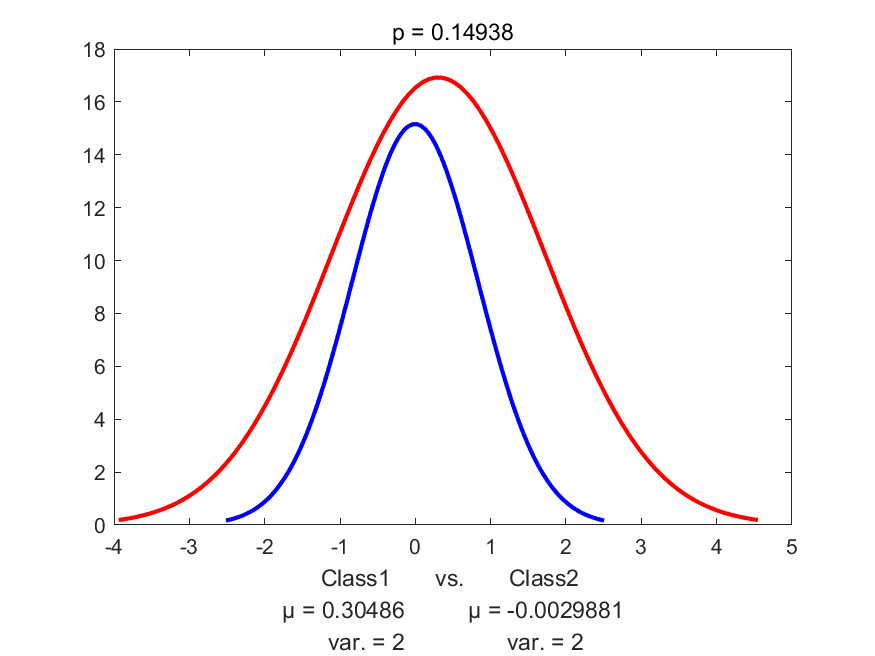 p = 0.14938
18
16
14
12
10
8
6
4
2
0
-4 -3 -2 -1 0 1 2 3 4 5
Class1 vs. Class2
μ = 0.30486 μ = -0.0029881
var. = 2 var. = 2